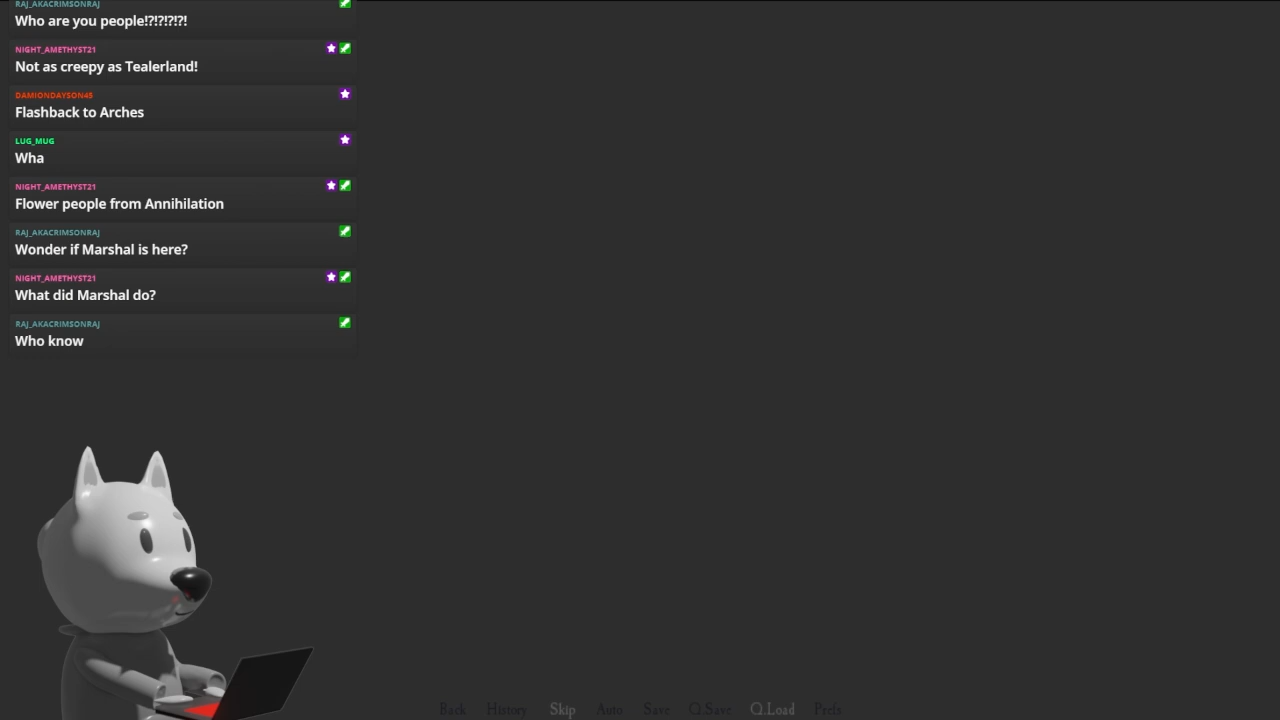 RAJ_AKACRIMSONRAJ
Who are you people!?!?!?!?!
NIGHT_AMETHYST21
Not as creepy as Tealerland!
DAMIONDAYSON45
Flashback to Arches
LUG_MUG
Wha
NIGHT_AMETHYST21
Flower people from Annihilation
RAJ_AKACRIMSONRAJ
Wonder if Marshal is here?
NIGHT_AMETHYST21
What did Marshal do?
RAJ_AKACRIMSONRAJ
Who know
Back History Skip Auto Save Q.Save Q.Load Prefs